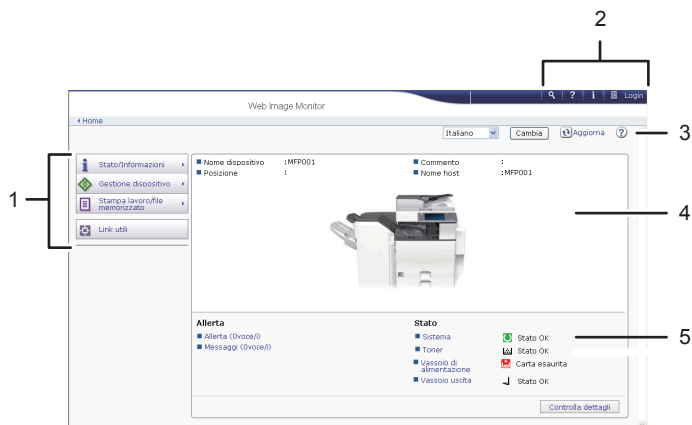 2
? i Login
Web Image Monitor
Home
Italiano Cambia Aggiorna ? 3
1
Stato/Informazioni
Gestione dispositivo
Stampa lavoro/file
memorizzato
Link utili
Nome dispositivo :MFP001 Commento :
Posizione : Nome host :MFP001
4
Allerta Stato
Allerta (0voce/i) Sistema Stato OK 5
Messaggi (0voce/i) Toner Stato OK
Vassoio di
alimentazione Carta esaurita
Vassoio uscita Stato OK
Controlla dettagli